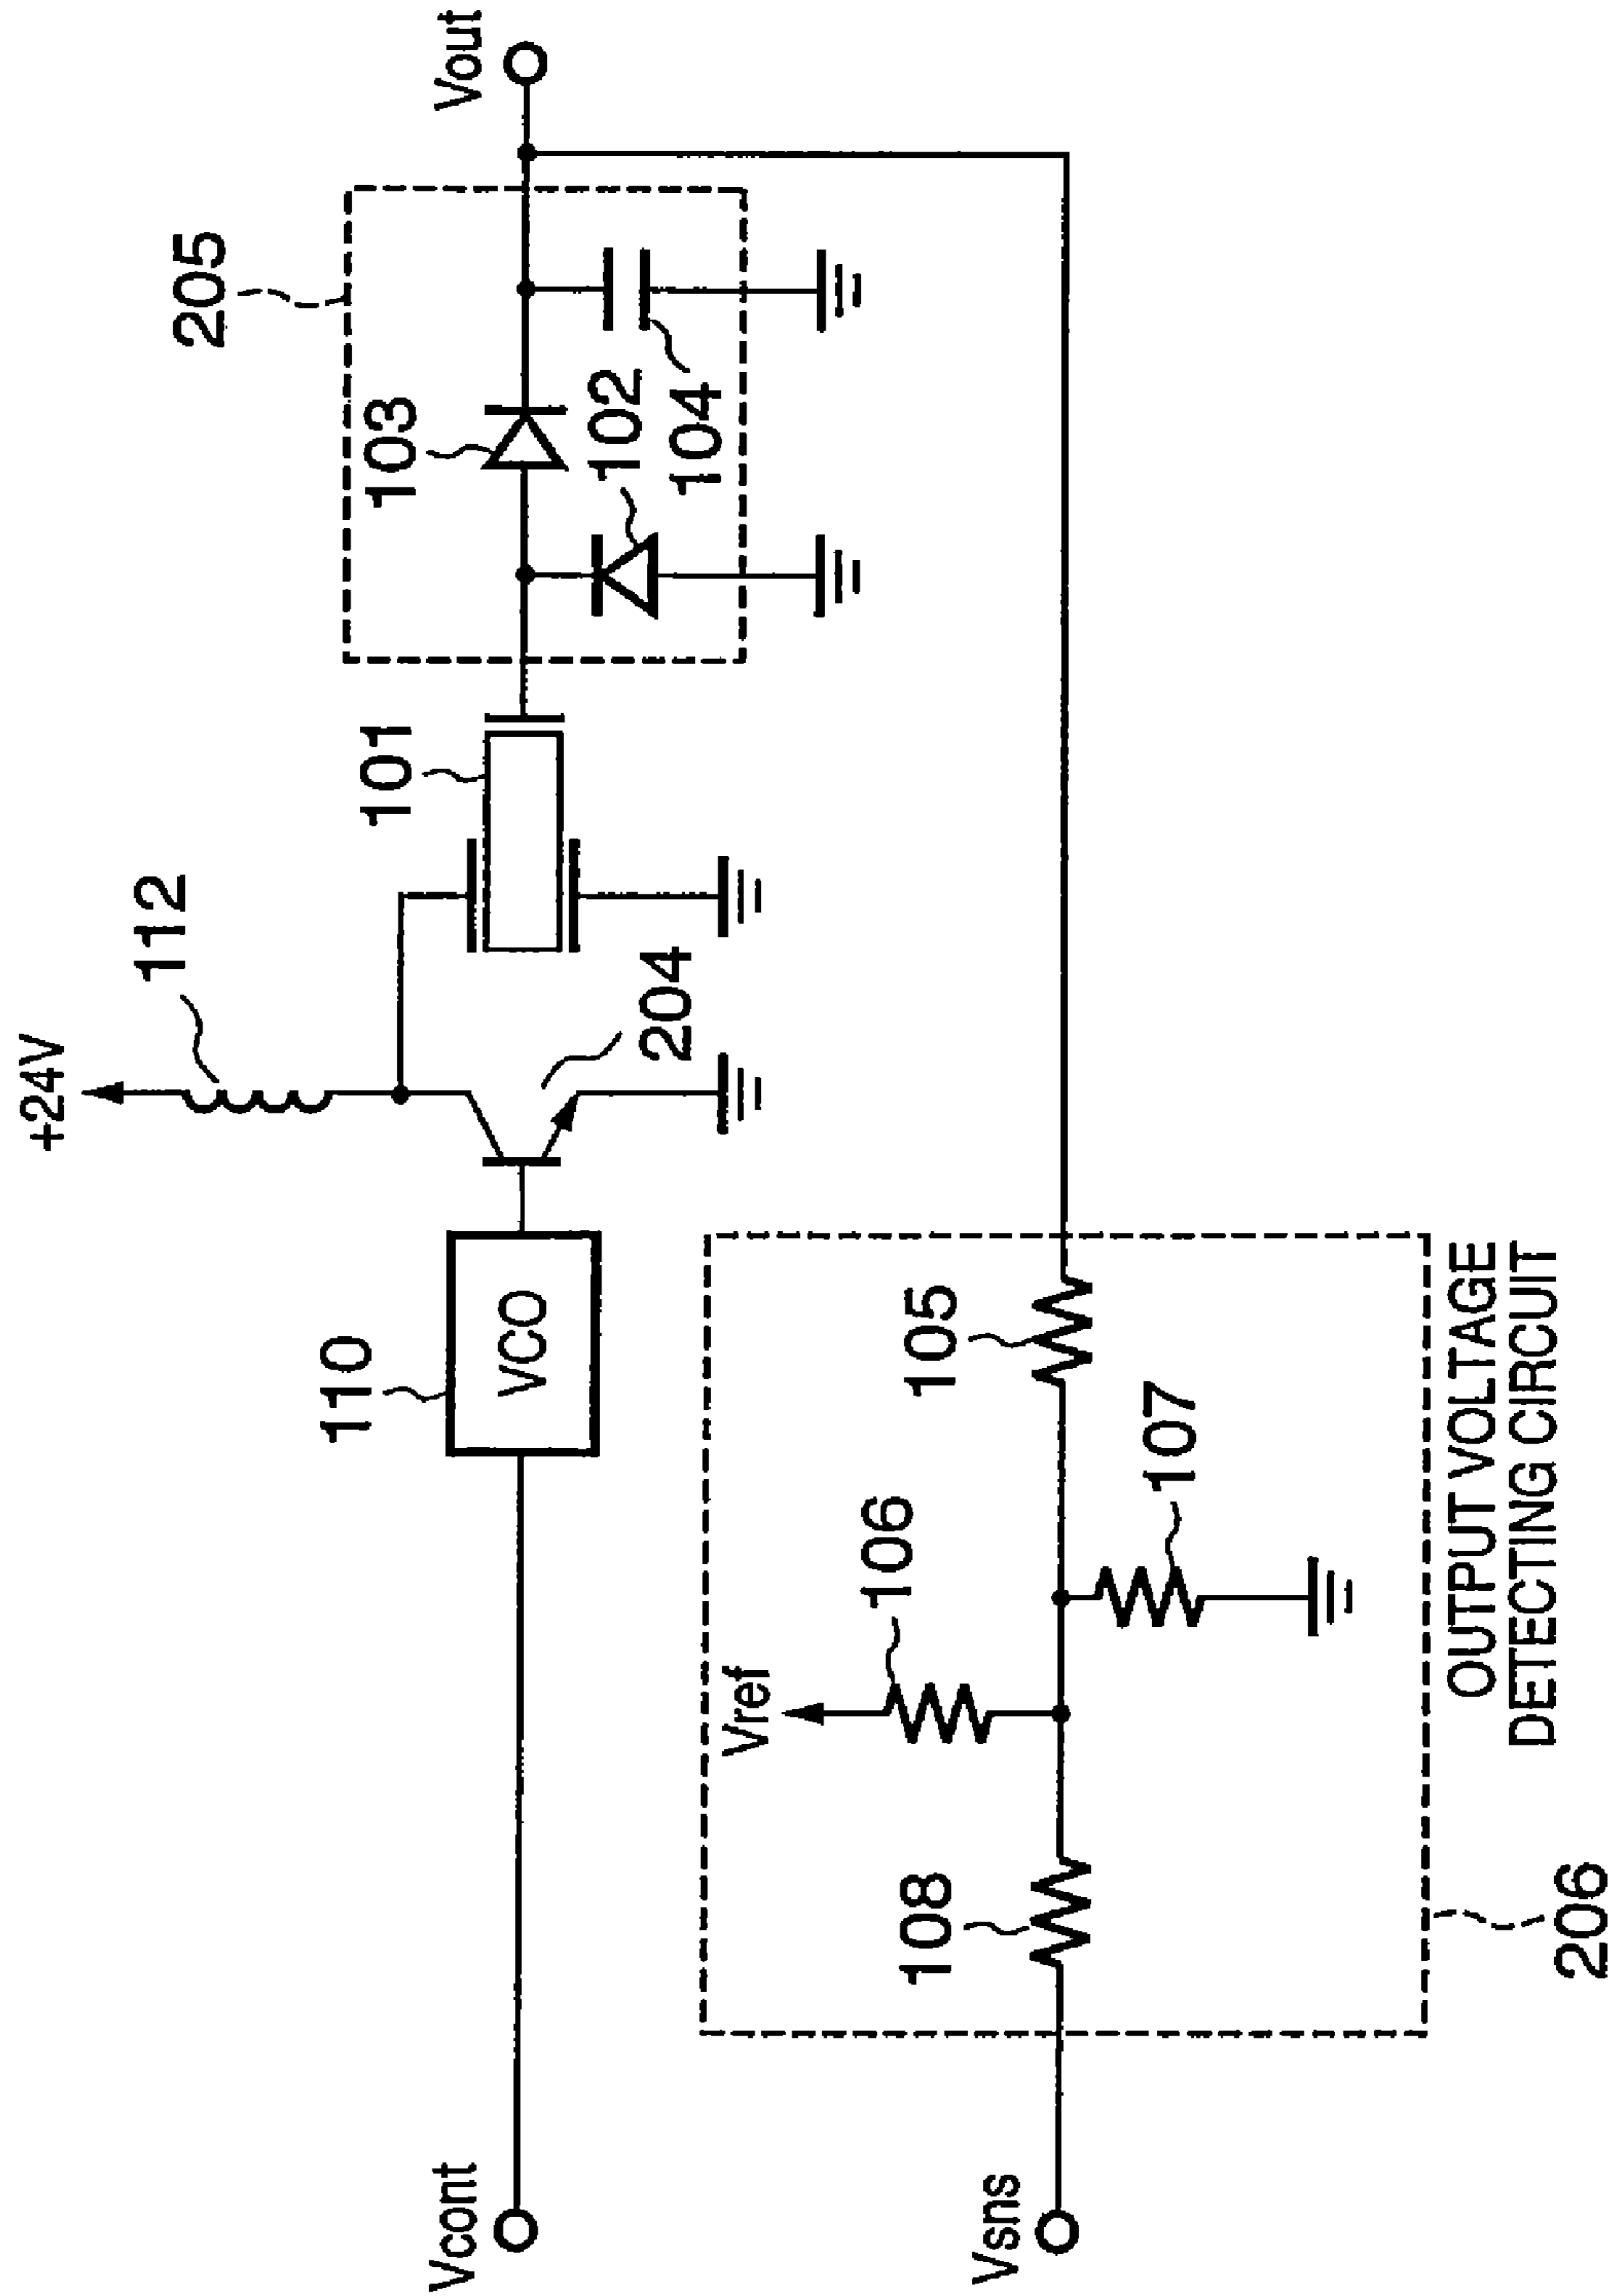 +24V
112
205
Vout
103
101
110
VCO
204
102
104
Vcont
Vref
106
105
108
107
Vsns
206
OUTPUT VOLTAGE
DETECTING CIRCUIT